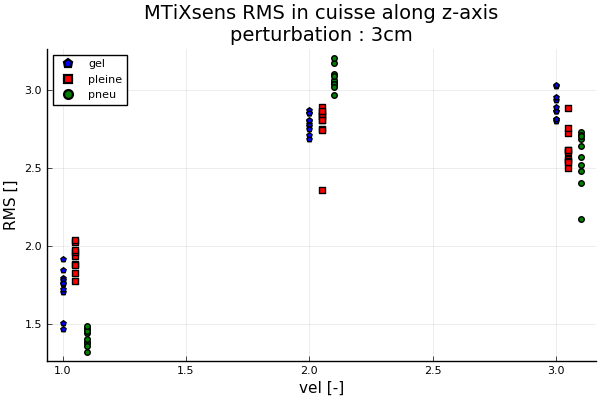 MTiXsens RMS in cuisse along z-axis
perturbation : 3cm
gel
pleine
pneu
RMS []
3.0
2.5
2.0
1.5
1.0
1.5
2.0
2.5
3.0
vel [-]